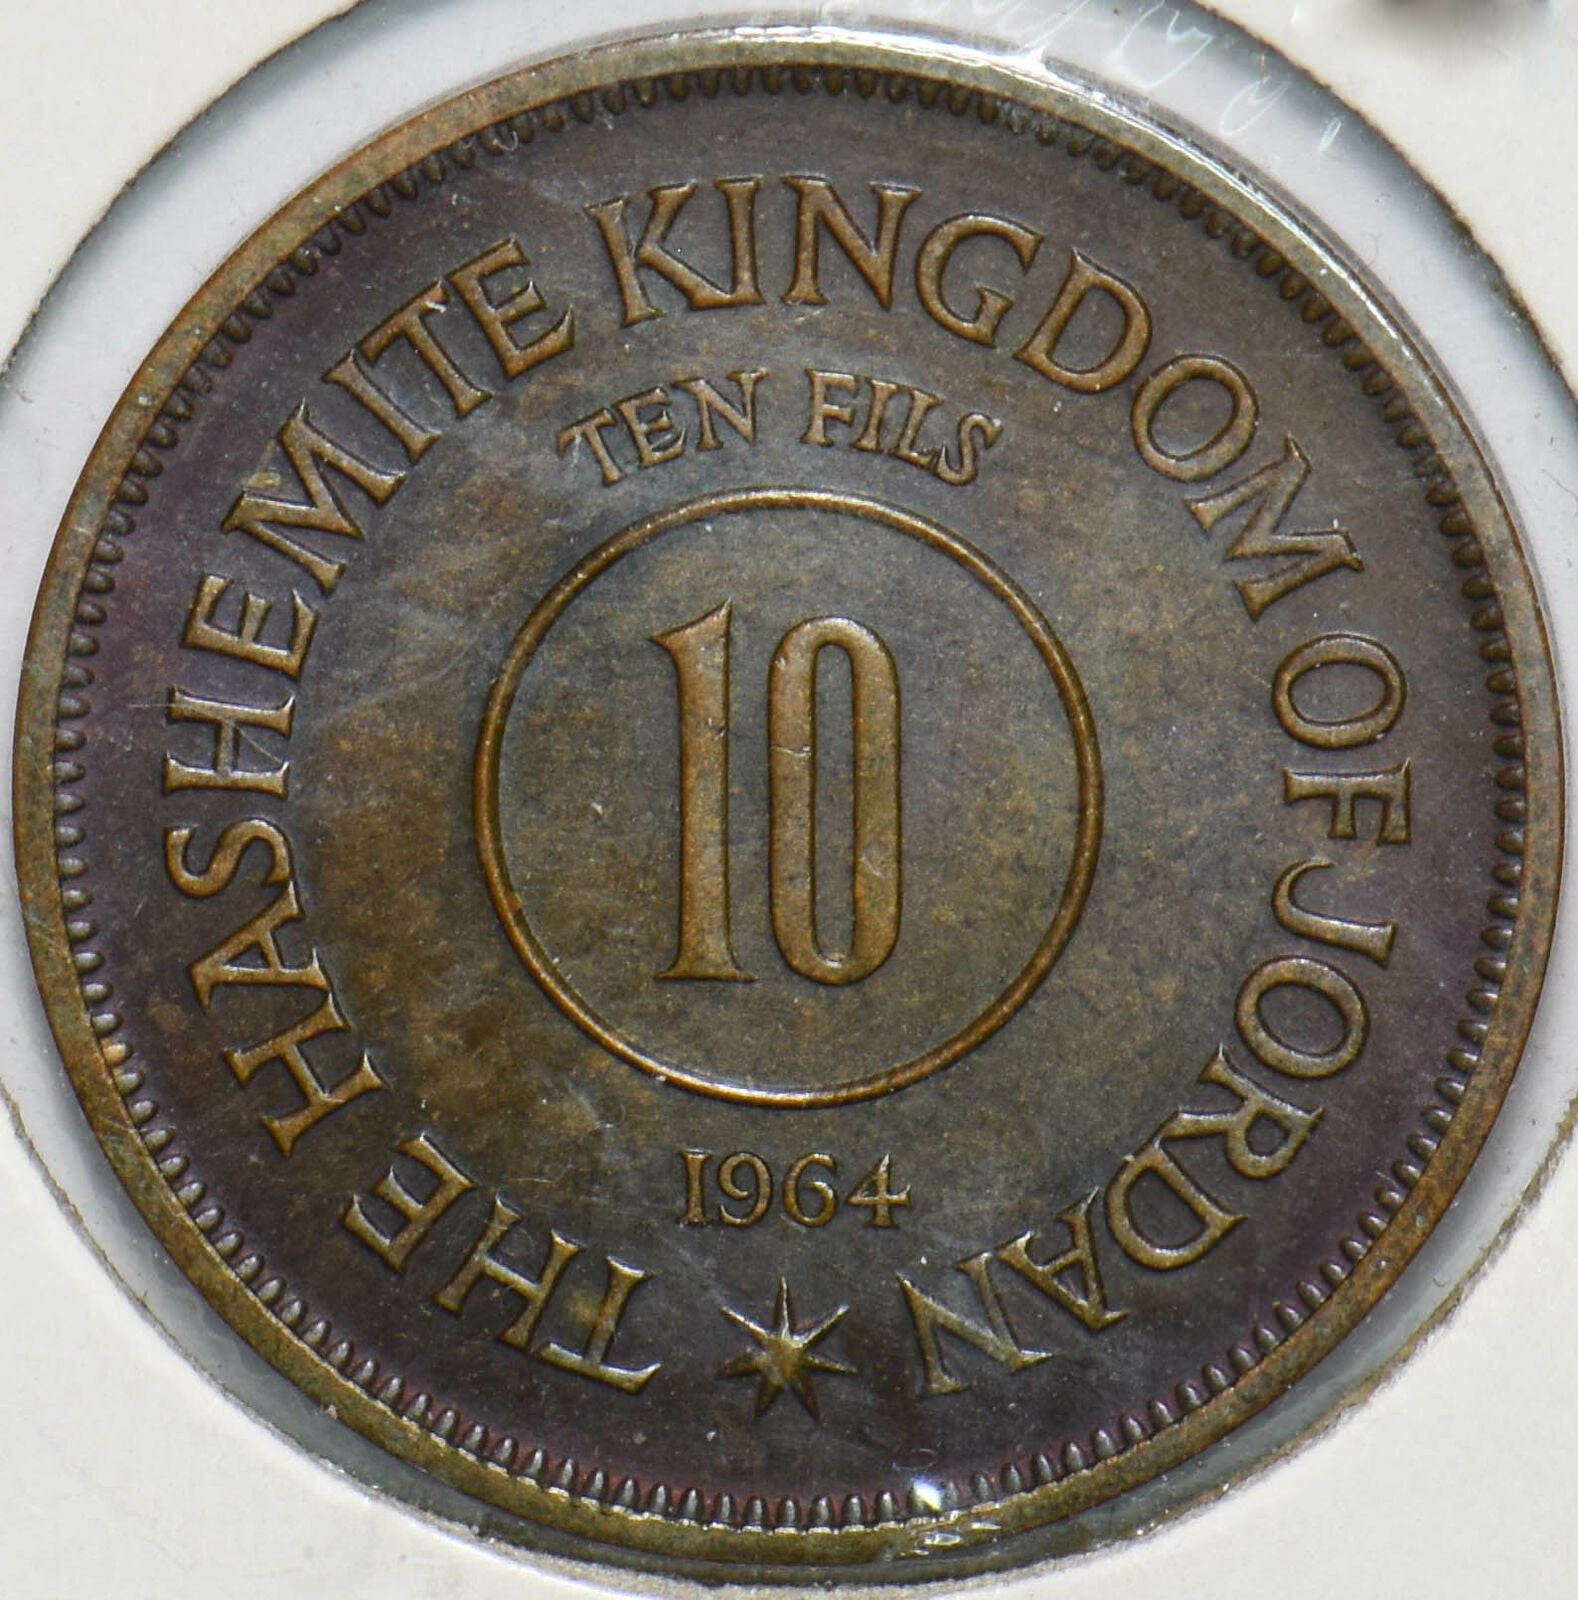 THE HASHEMITE KINGDOM OF JORDAN
TEN FILS
10
1964